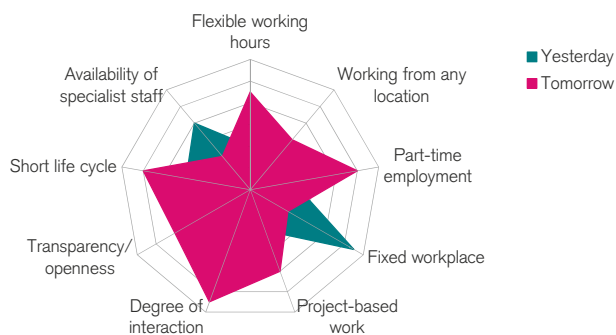 Flexible working
hours
Working from any
location
Part-time
employment
Fixed workplace
Project-based
work
Degree of
interaction
Transparency/
openness
Short life cycle
Availability of
specialist staff
Yesterday
Tomorrow